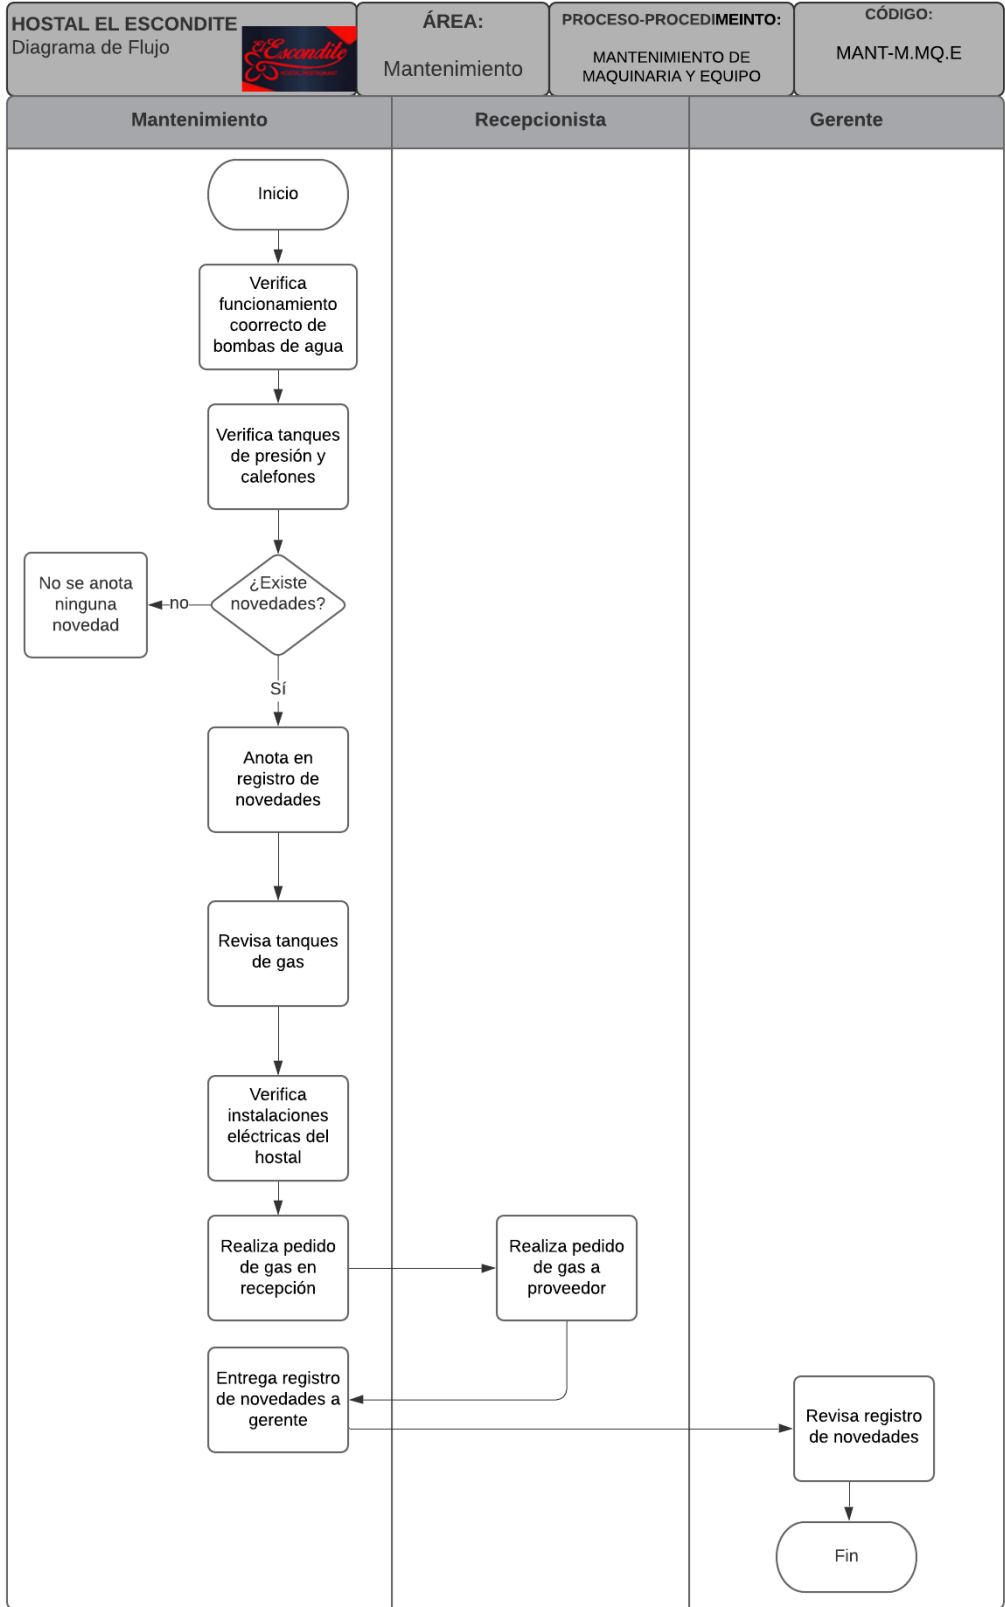 HOSTAL EL ESCONDITE
Diagrama de Flujo
El Escondite
HOSTAL-RESTAURANT
ÁREA:
Mantenimiento
PROCESO-PROCEDIMEINTO:
MANTENIMIENTO DE
MAQUINARIA Y EQUIPO
CÓDIGO:
MANT-M.MQ.E
Mantenimiento
Recepcionista
Gerente
Inicio
Verifica
funcionamiento
coorrecto de
bombas de agua
Verifica tanques
de presión y
calefones
¿Existe
novedades?
no
No se anota
ninguna
novedad
Sí
Anota en
registro de
novedades
Revisa tanques
de gas
Verifica
instalaciones
eléctricas del
hostal
Realiza pedido
de gas en
recepción
Realiza pedido
de gas a
proveedor
Entrega registro
de novedades a
gerente
Revisa registro
de novedades
Fin